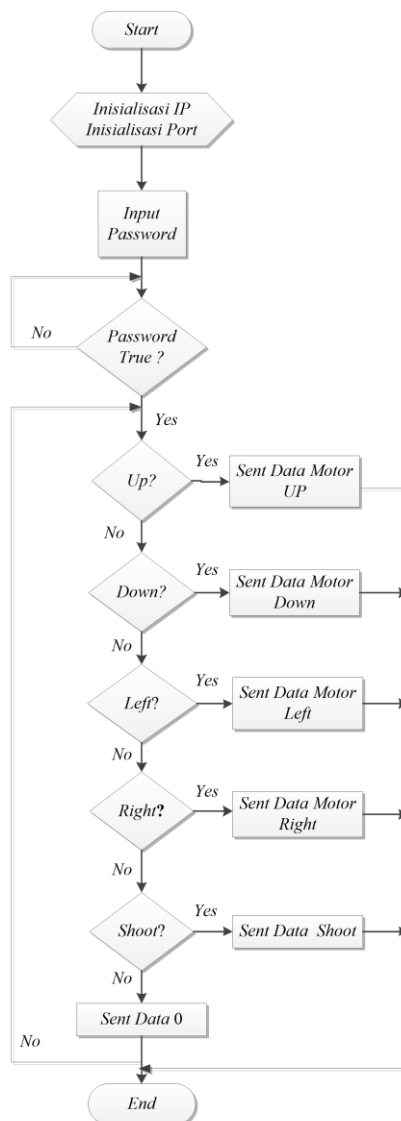 Start
Inisialisasi IP
Inisialisasi Port
Input
Password
No
Password
True ?
Yes
Up?
Yes
Sent Data Motor
UP
No
Down?
Yes
Sent Data Motor
Down
No
Left?
Yes
Sent Data Motor
Left
No
Right?
Yes
Sent Data Motor
Right
No
Shoot?
Yes
Sent Data Shoot
No
Sent Data 0
No
End